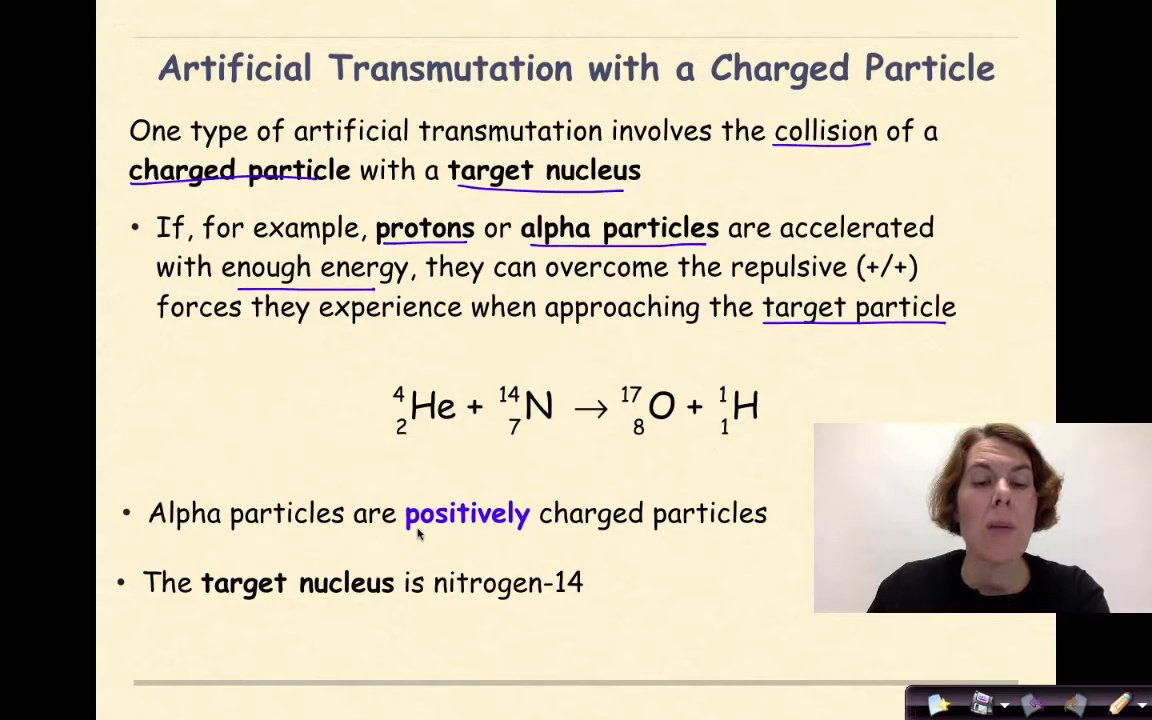 Artificial Transmutation with a Charged Particle
One type of artificial transmutation involves the collision of a
charged particle with a target nucleus
• If, for example, protons or alpha particles are accelerated
with enough energy, they can overcome the repulsive (+/+)
forces they experience when approaching the target particle
⁴₂He + ¹⁴₇N → ¹⁷₈O + ¹₁H
• Alpha particles are positively charged particles
• The target nucleus is nitrogen-14